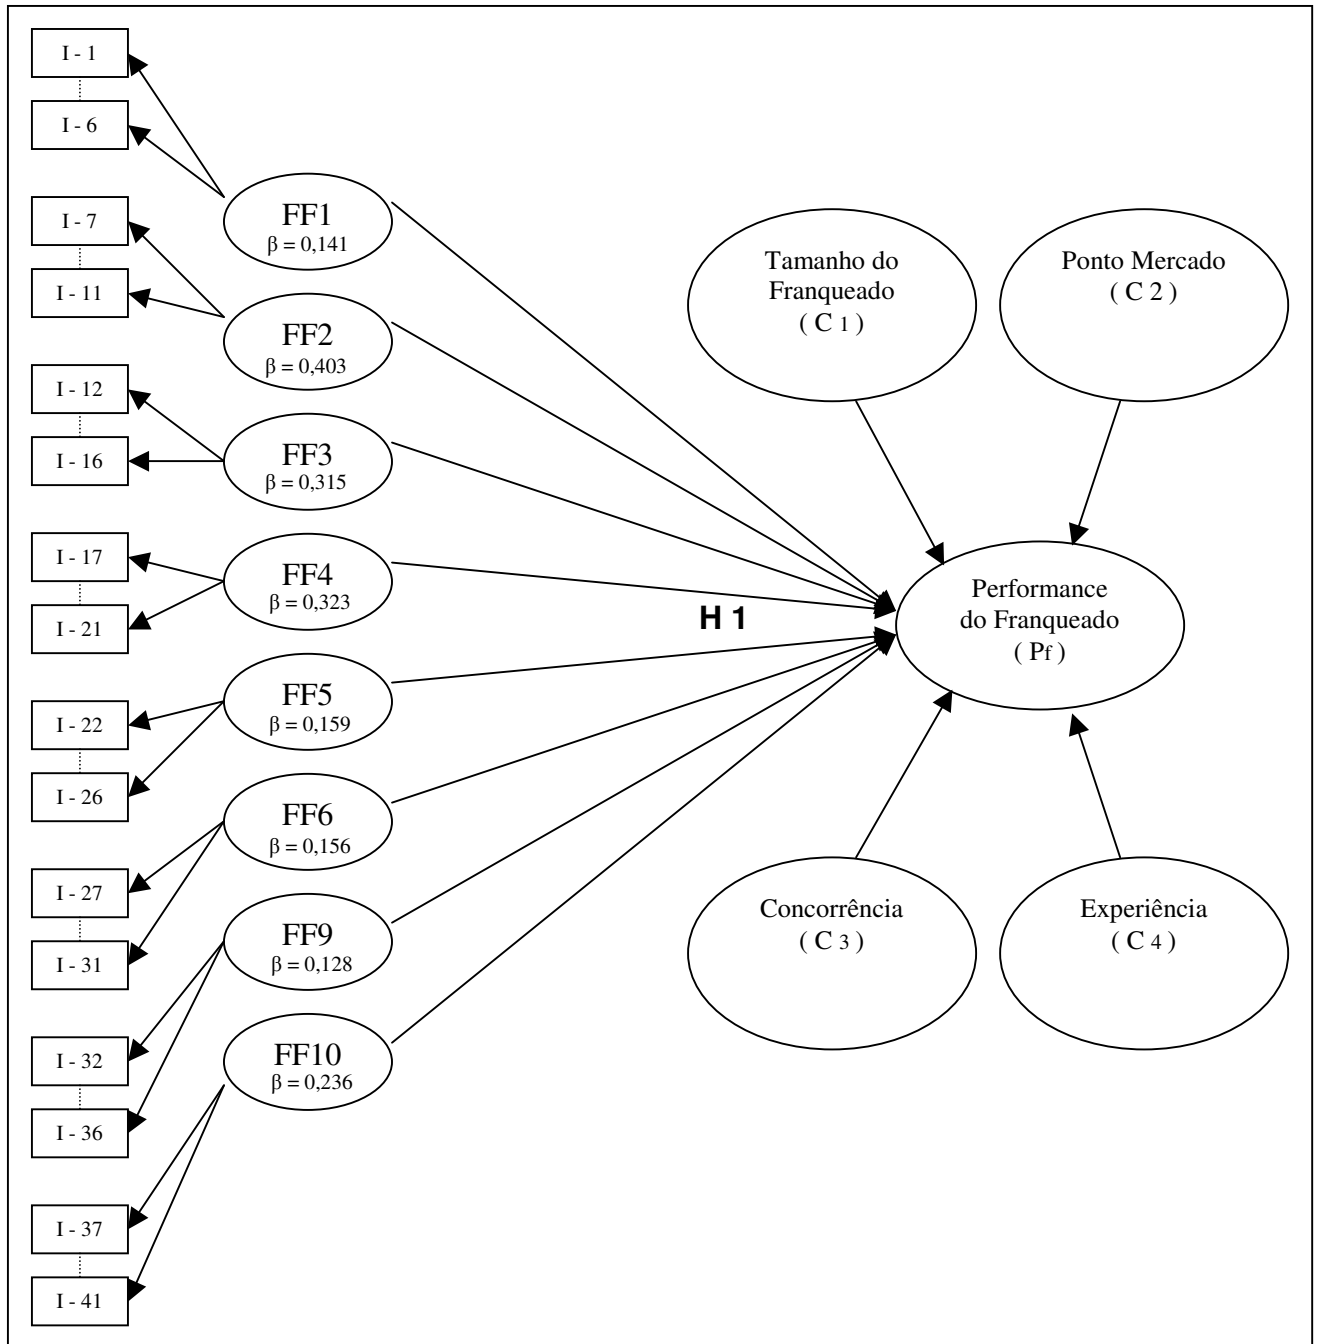 I - 1
I - 6
I - 7
I - 11
I - 12
I - 16
I - 17
I - 21
I - 22
I - 26
I - 27
I - 31
I - 32
I - 36
I - 37
I - 41
FF1
β = 0,141
FF2
β = 0,403
FF3
β = 0,315
FF4
β = 0,323
FF5
β = 0,159
FF6
β = 0,156
FF9
β = 0,128
FF10
β = 0,236
H 1
Tamanho do
Franqueado
( C 1 )
Ponto Mercado
( C 2 )
Performance
do Franqueado
( Pf )
Concorrência
( C 3 )
Experiência
( C 4 )